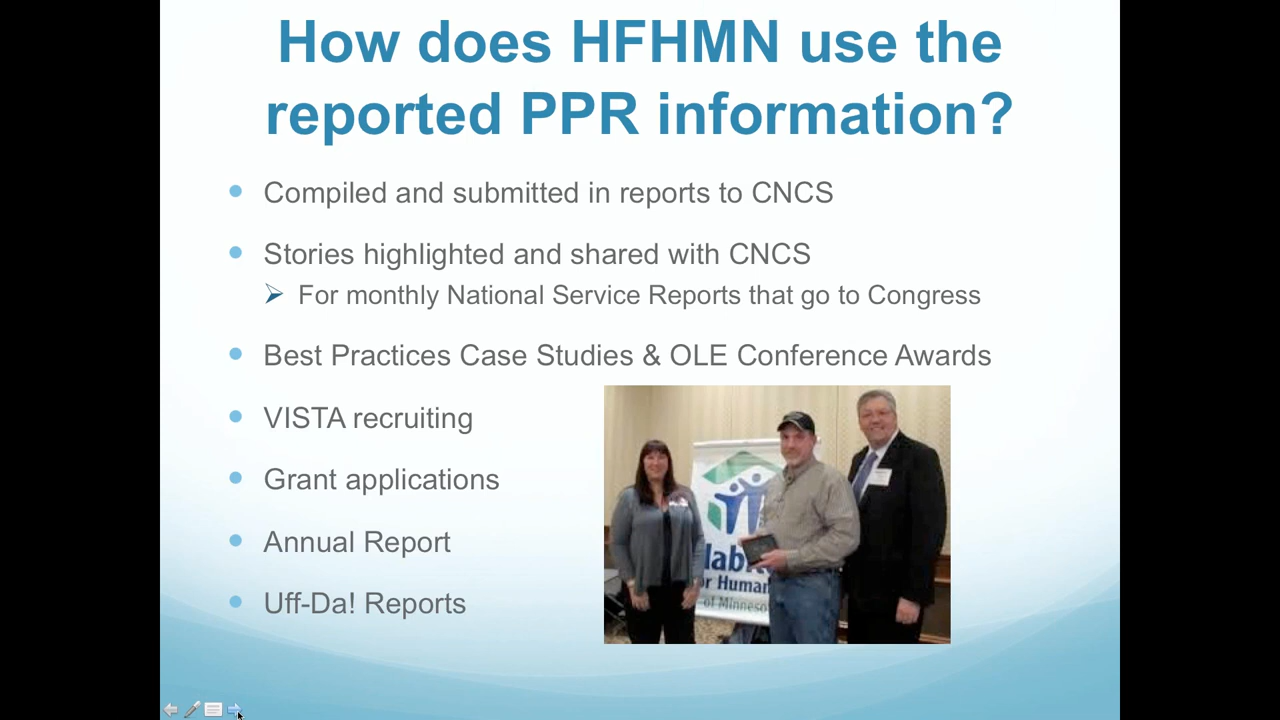 How does HFHMN use the
reported PPR information?
Compiled and submitted in reports to CNCS
Stories highlighted and shared with CNCS
For monthly National Service Reports that go to Congress
Best Practices Case Studies & OLE Conference Awards
VISTA recruiting
Grant applications
Annual Report
Uff-Da! Reports
of Minneso